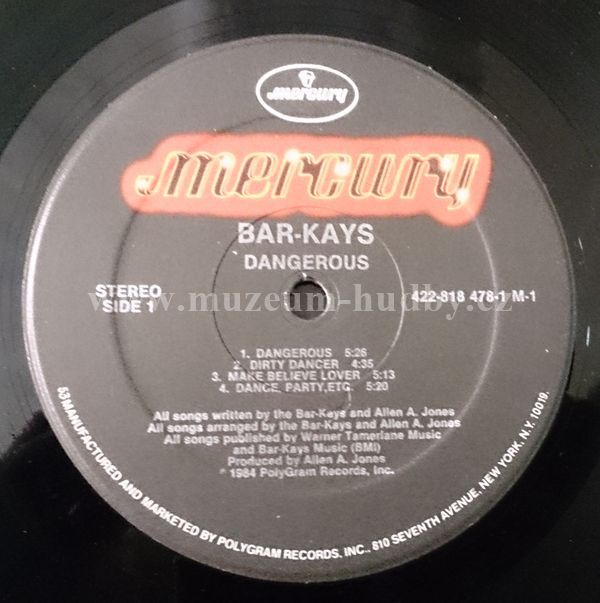 mercury
mercury
BAR-KAYS
DANGEROUS
STEREO
SIDE 1
422-818 478-1 M-1
www.muzeum-hudby.cz
1. DANGEROUS 5:26
2. DIRTY DANCER 4:35
3. MAKE BELIEVE LOVER 5:13
4. DANCE, PARTY,ETC. 5:20
All songs written by the Bar-Kays and Allen A. Jones
All songs arranged by the Bar-Kays and Allen A. Jones
All songs published by Warner Tamerlane Music
and Bar-Kays Music (BMI)
Produced by Allen A. Jones
℗ 1984 PolyGram Records, Inc.
53 MANUFACTURED AND MARKETED BY POLYGRAM RECORDS, INC., 810 SEVENTH AVENUE, NEW YORK, N.Y. 10019.